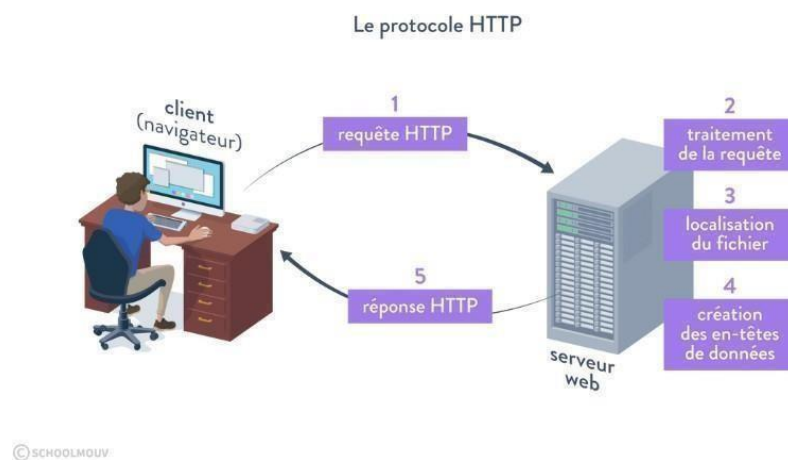 Le protocole HTTP
client
(navigateur)
1
requête HTTP
2
traitement
de la requête
3
localisation
du fichier
4
création
des en-têtes
de données
5
réponse HTTP
serveur
web
© SCHOOLMOUV